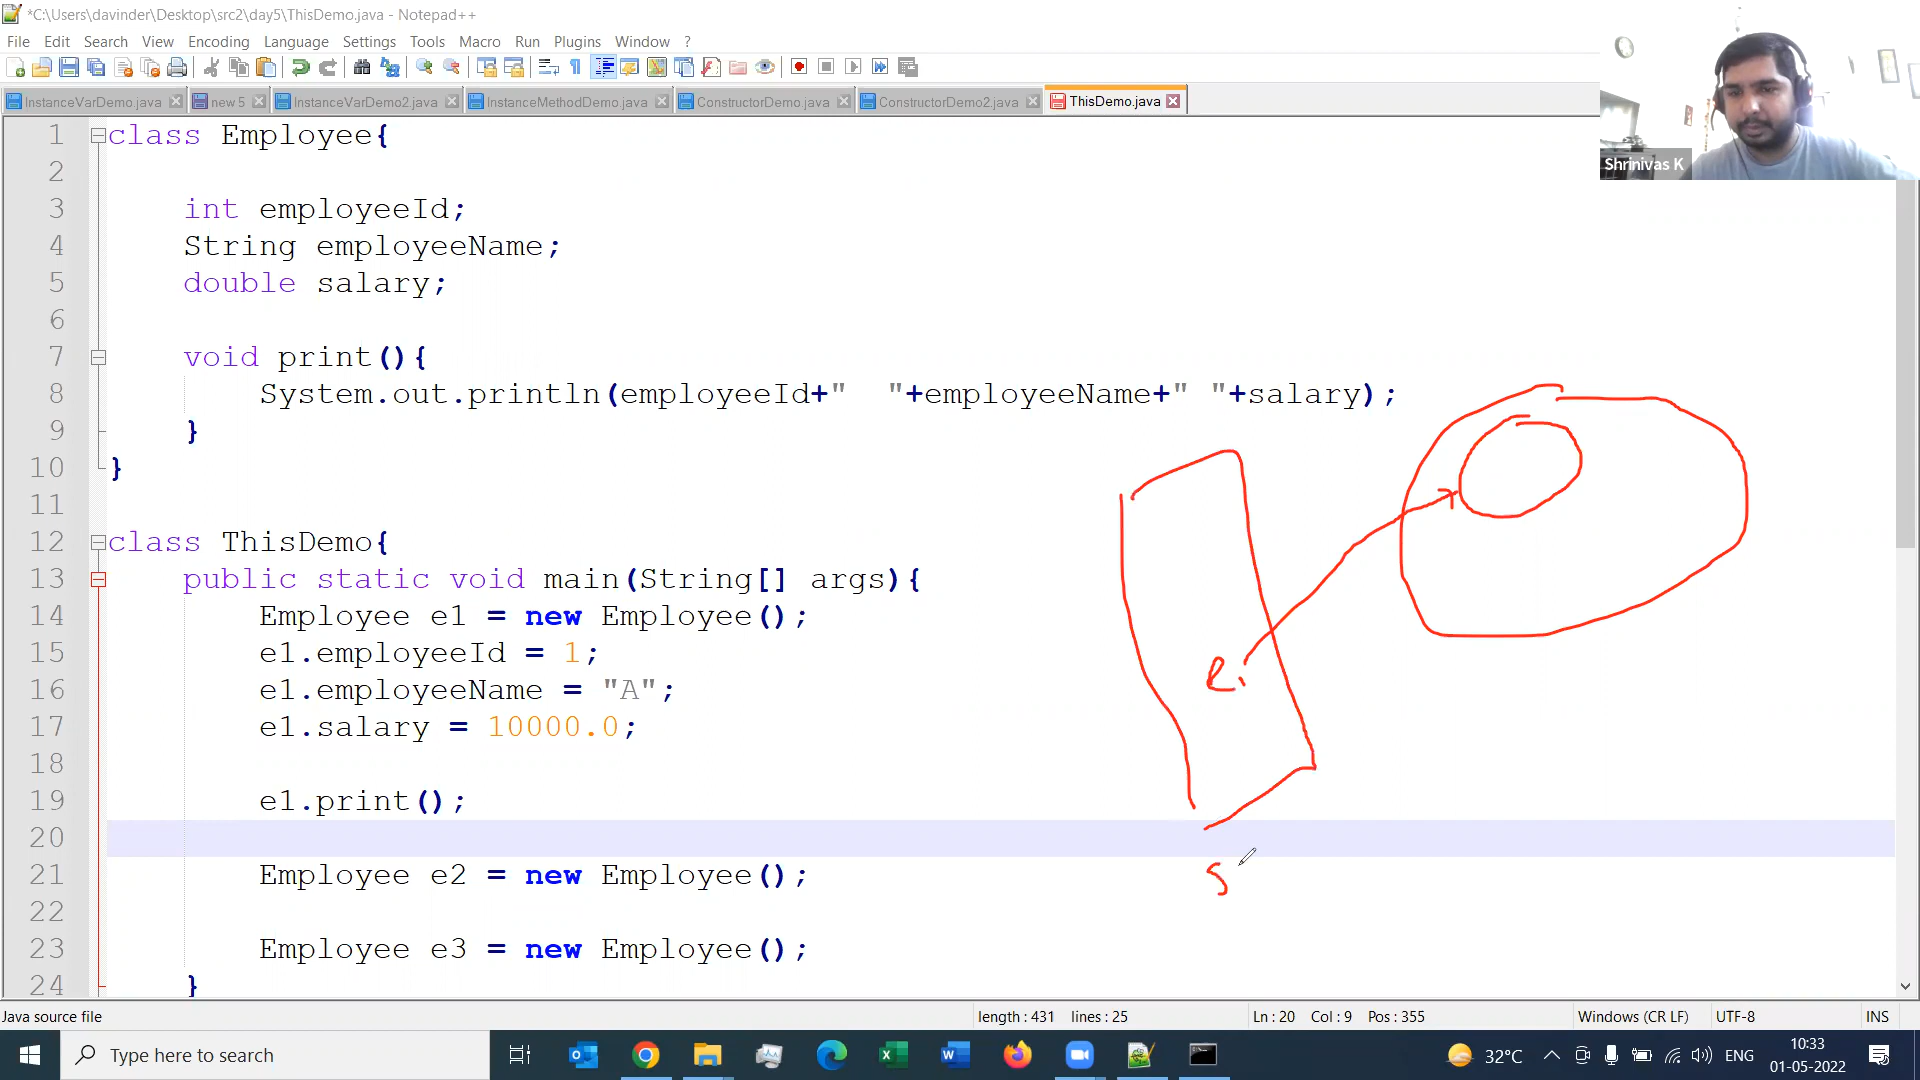 *C:\Users\davinder\Desktop\src2\day5\ThisDemo.java - Notepad++
File Edit Search View Encoding Language Settings Tools Macro Run Plugins Window ?
InstanceVarDemo.java new 5 InstanceVarDemo2.java InstanceMethodDemo.java ConstructorDemo.java ConstructorDemo2.java ThisDemo.java
Shrinivas K
1 class Employee{
2
3 int employeeId;
4 String employeeName;
5 double salary;
6
7 void print(){
8 System.out.println(employeeId+"  "+employeeName+" "+salary);
9 }
10 }
11
12 class ThisDemo{
13 public static void main(String[] args){
14 Employee e1 = new Employee();
15 e1.employeeId = 1;
16 e1.employeeName = "A";
17 e1.salary = 10000.0;
18
19 e1.print();
20
21 Employee e2 = new Employee();
22
23 Employee e3 = new Employee();
24 }
e1
S
Java source file length : 431 lines : 25 Ln : 20 Col : 9 Pos : 355 Windows (CR LF) UTF-8 INS
Type here to search 32°C ENG 10:33
01-05-2022